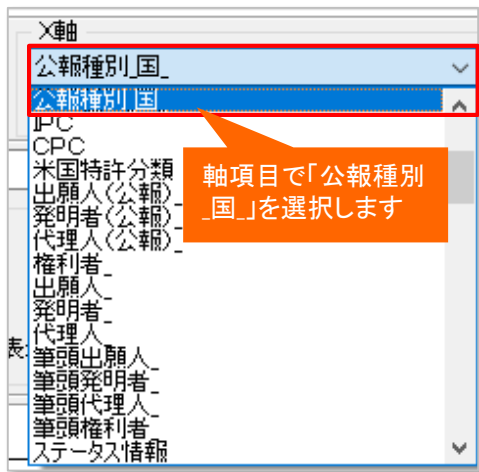 X軸
公報種別_国_
公報種別_国_
IPC
CPC
米国特許分類
出願人(公報)_
発明者(公報)_
代理人(公報)_
権利者_
出願人_
発明者_
代理人_
筆頭出願人_
筆頭発明者_
筆頭代理人_
筆頭権利者_
ステータス情報
軸項目で「公報種別
_国_」を選択します
表